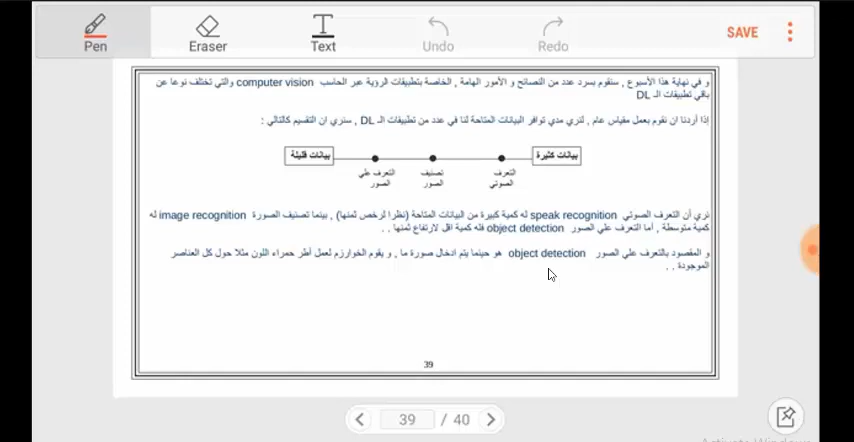 Pen
Eraser
Text
Undo
Redo
SAVE
و في نهاية هذا الأسبوع , سنقوم بسرد عدد من النصائح و الأمور الهامة , الخاصة بتطبيقات الرؤية عبر الحاسب computer vision والتي تختلف نوعا عن
باقي تطبيقات الـ DL
إذا أردنا ان نقوم بعمل مقياس عام , لنري مدي توافر البيانات المتاحة لنا في عدد من تطبيقات الـ DL , سنري ان التقسيم كالتالي :
بيانات كثيرة
بيانات قليلة
التعرف
الصوتي
تصنيف
الصور
التعرف علي
الصور
نري أن التعرف الصوتي speak recognition له كمية كبيرة من البيانات المتاحة (نظرا لرخص ثمنها) , بينما تصنيف الصورة image recognition له
كمية متوسطة , أما التعرف علي الصور object detection فله كمية اقل لارتفاع ثمنها . .
و المقصود بالتعرف علي الصور object detection هو حينما يتم ادخال صورة ما , و يقوم الخوارزم لعمل أطر حمراء اللون مثلا حول كل العناصر
الموجودة . .
39
39 / 40